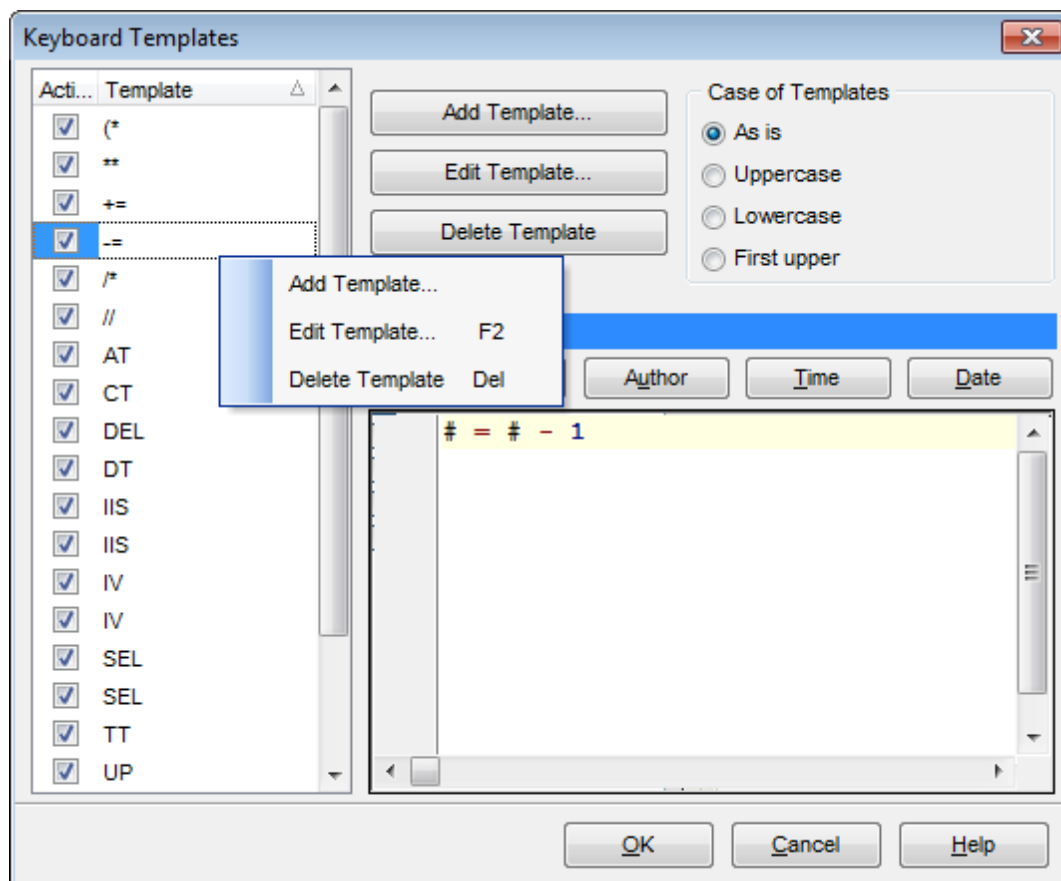 Keyboard Templates
Acti... Template
(*
**
+=
-=
/*
//
AT
CT
DEL
DT
IIS
IIS
IV
IV
SEL
SEL
TT
UP
Add Template...
Edit Template...
Delete Template
Case of Templates
As is
Uppercase
Lowercase
First upper
Add Template...
Edit Template... F2
Delete Template Del
Author Time Date
# = # - 1
OK Cancel Help